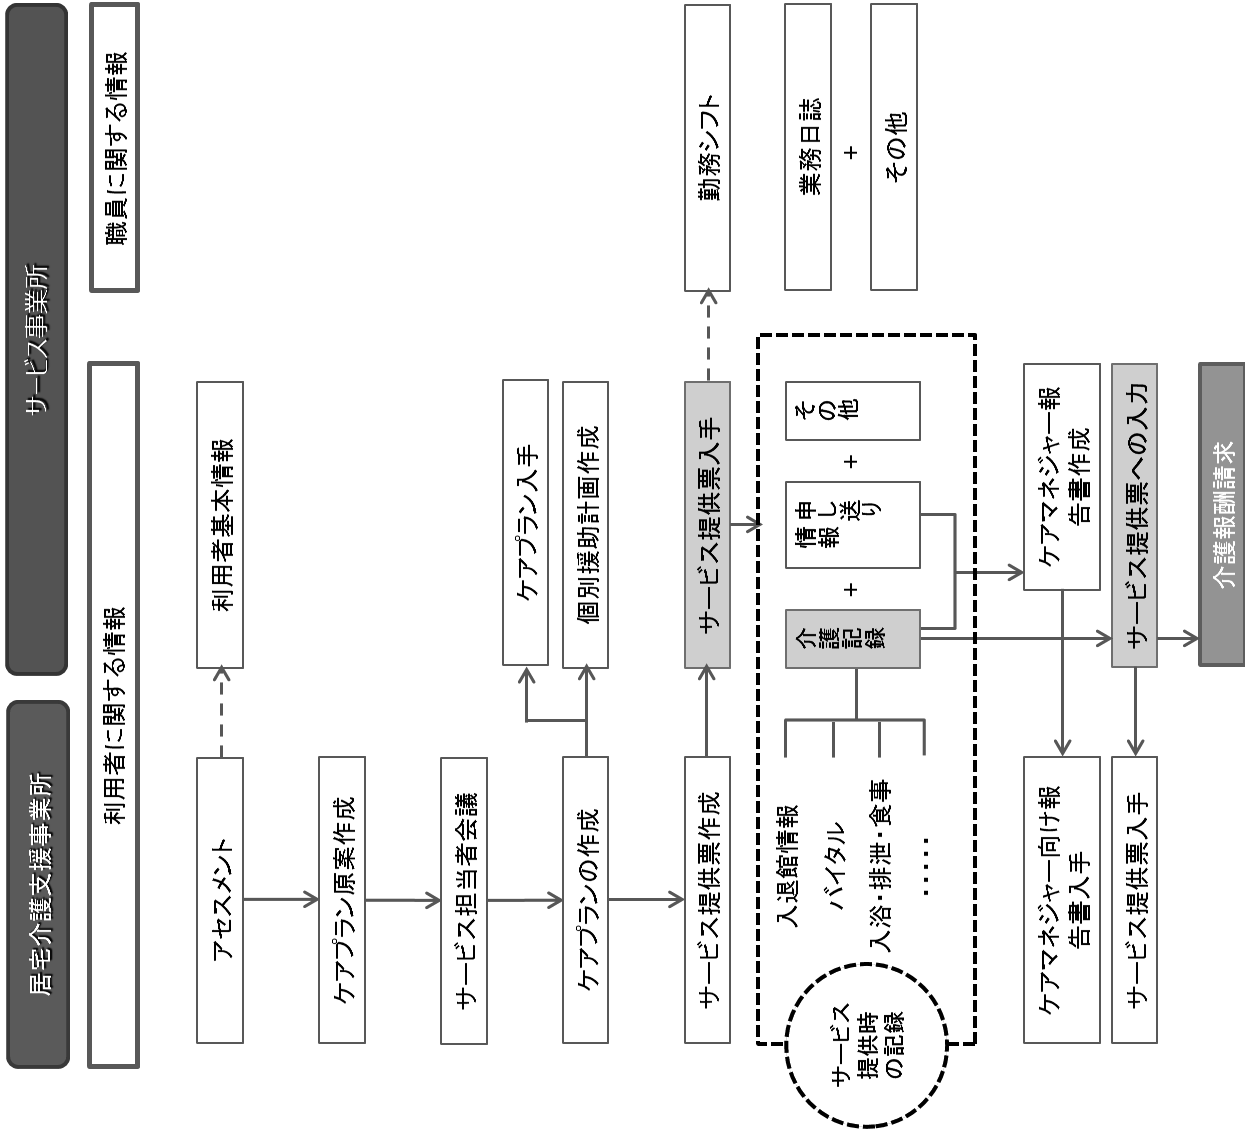 居宅介護支援事業所
サービス事業所
利用者に関する情報
職員に関する情報
アセスメント
利用者基本情報
ケアプラン原案作成
サービス担当者会議
ケアプラン入手
ケアプランの作成
個別援助計画作成
サービス提供票作成
サービス提供票入手
勤務シフト
サービス
提供時
の記録
入退館情報
バイタル
入浴・排泄・食事
・・・・・
介護
記録
+
申し送り
情報
+
その他
業務日誌
+
その他
ケアマネジャー向け報
告書入手
ケアマネジャー報
告書作成
サービス提供票入手
サービス提供票への入力
介護報酬請求